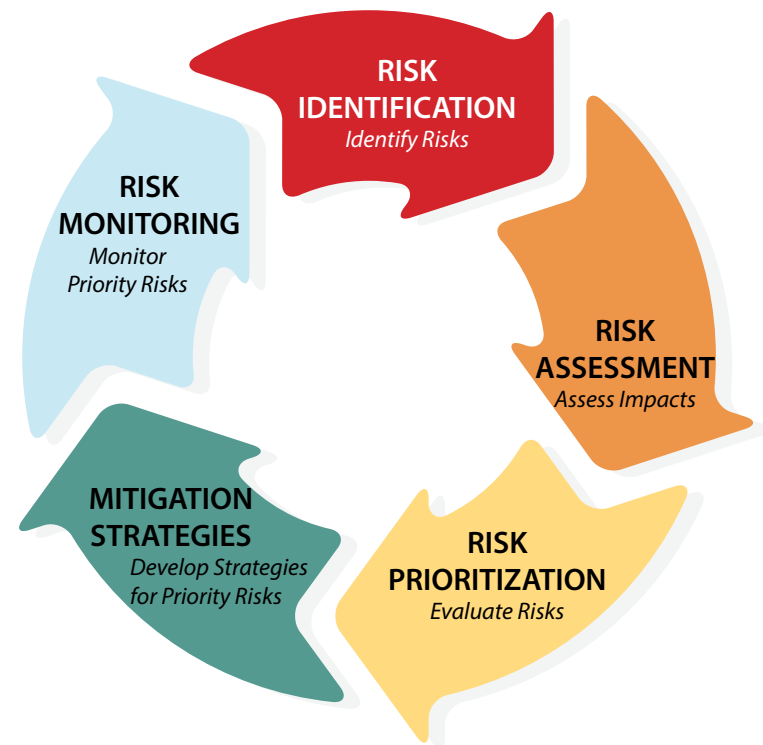 RISK
IDENTIFICATION
Identify Risks
RISK
ASSESSMENT
Assess Impacts
RISK
PRIORITIZATION
Evaluate Risks
MITIGATION
STRATEGIES
Develop Strategies
for Priority Risks
RISK
MONITORING
Monitor
Priority Risks